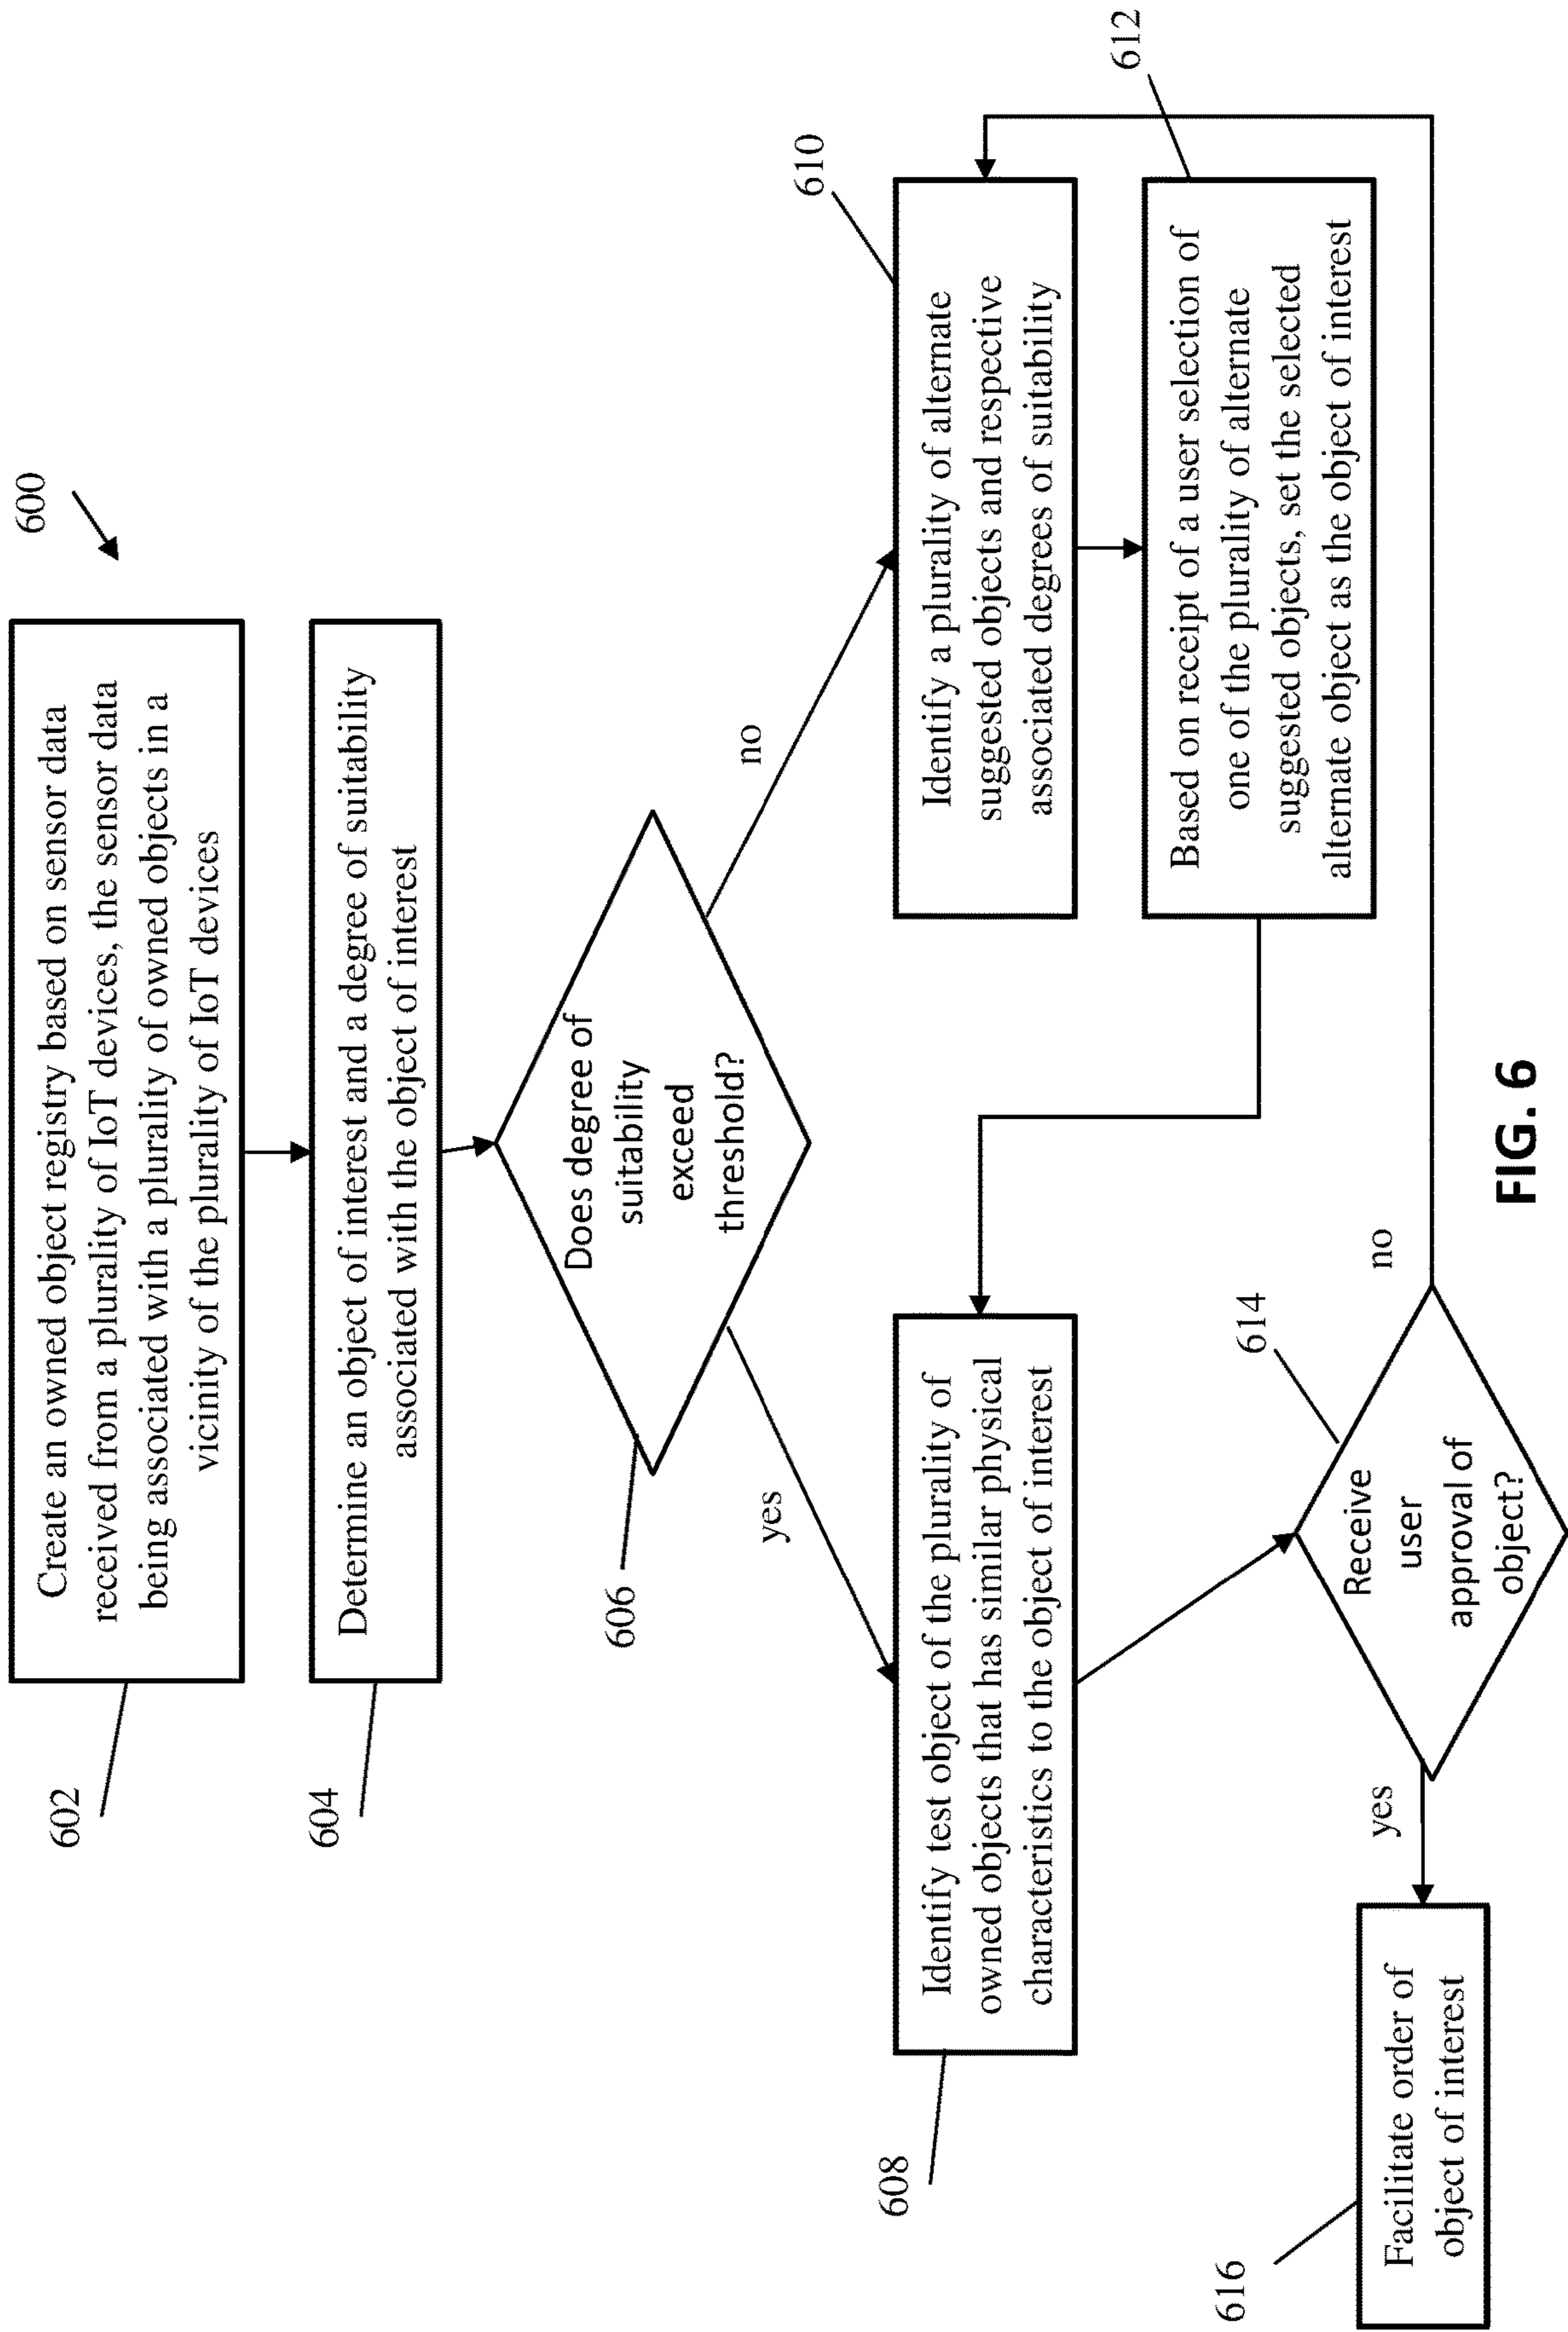 600
602
Create an owned object registry based on sensor data
received from a plurality of IoT devices, the sensor data
being associated with a plurality of owned objects in a
vicinity of the plurality of IoT devices
604
Determine an object of interest and a degree of suitability
associated with the object of interest
606
Does degree of
suitability
exceed
threshold?
yes
no
608
Identify test object of the plurality of
owned objects that has similar physical
characteristics to the object of interest
610
Identify a plurality of alternate
suggested objects and respective
associated degrees of suitability
612
Based on receipt of a user selection of
one of the plurality of alternate
suggested objects, set the selected
alternate object as the object of interest
614
Receive
user
approval of
object?
yes
no
616
Facilitate order of
object of interest
FIG. 6